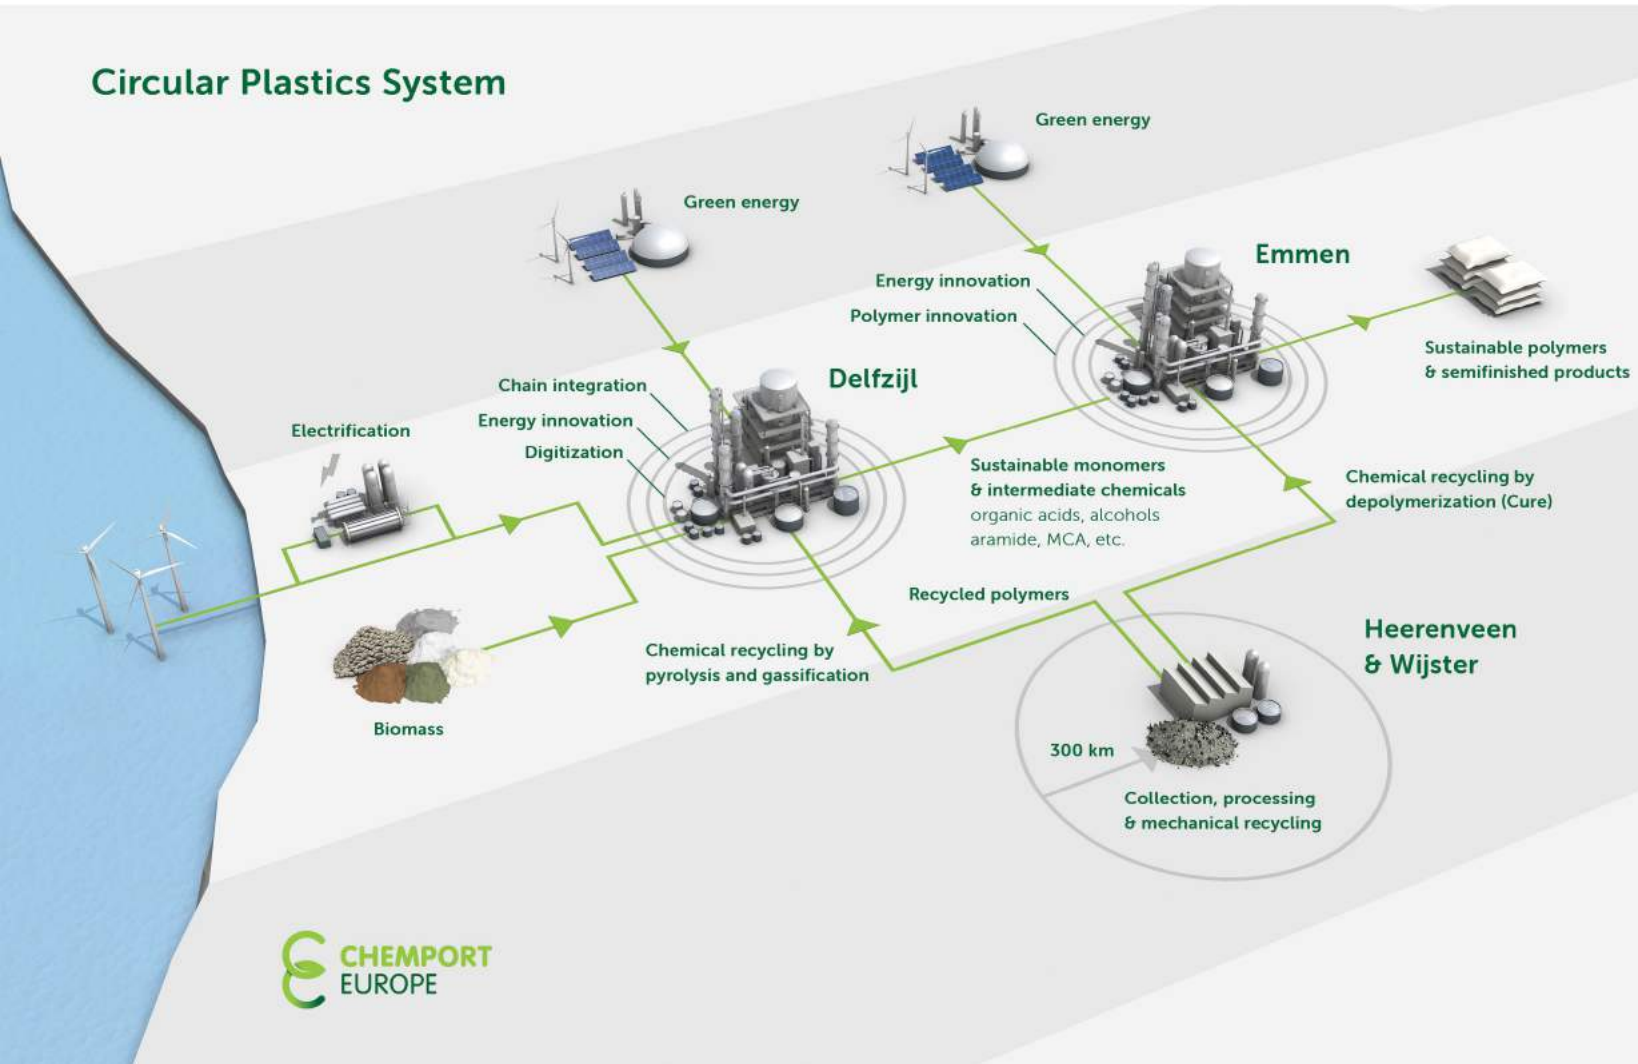 Circular Plastics System
Green energy
Green energy
Emmen
Energy innovation
Polymer innovation
Sustainable polymers
& semifinished products
Delfzijl
Chain integration
Energy innovation
Digitization
Electrification
Sustainable monomers
& intermediate chemicals
organic acids, alcohols
aramide, MCA, etc.
Chemical recycling by
depolymerization (Cure)
Recycled polymers
Heerenveen
& Wijster
Chemical recycling by
pyrolysis and gassification
Biomass
300 km
Collection, processing
& mechanical recycling
CHEMPORT
EUROPE